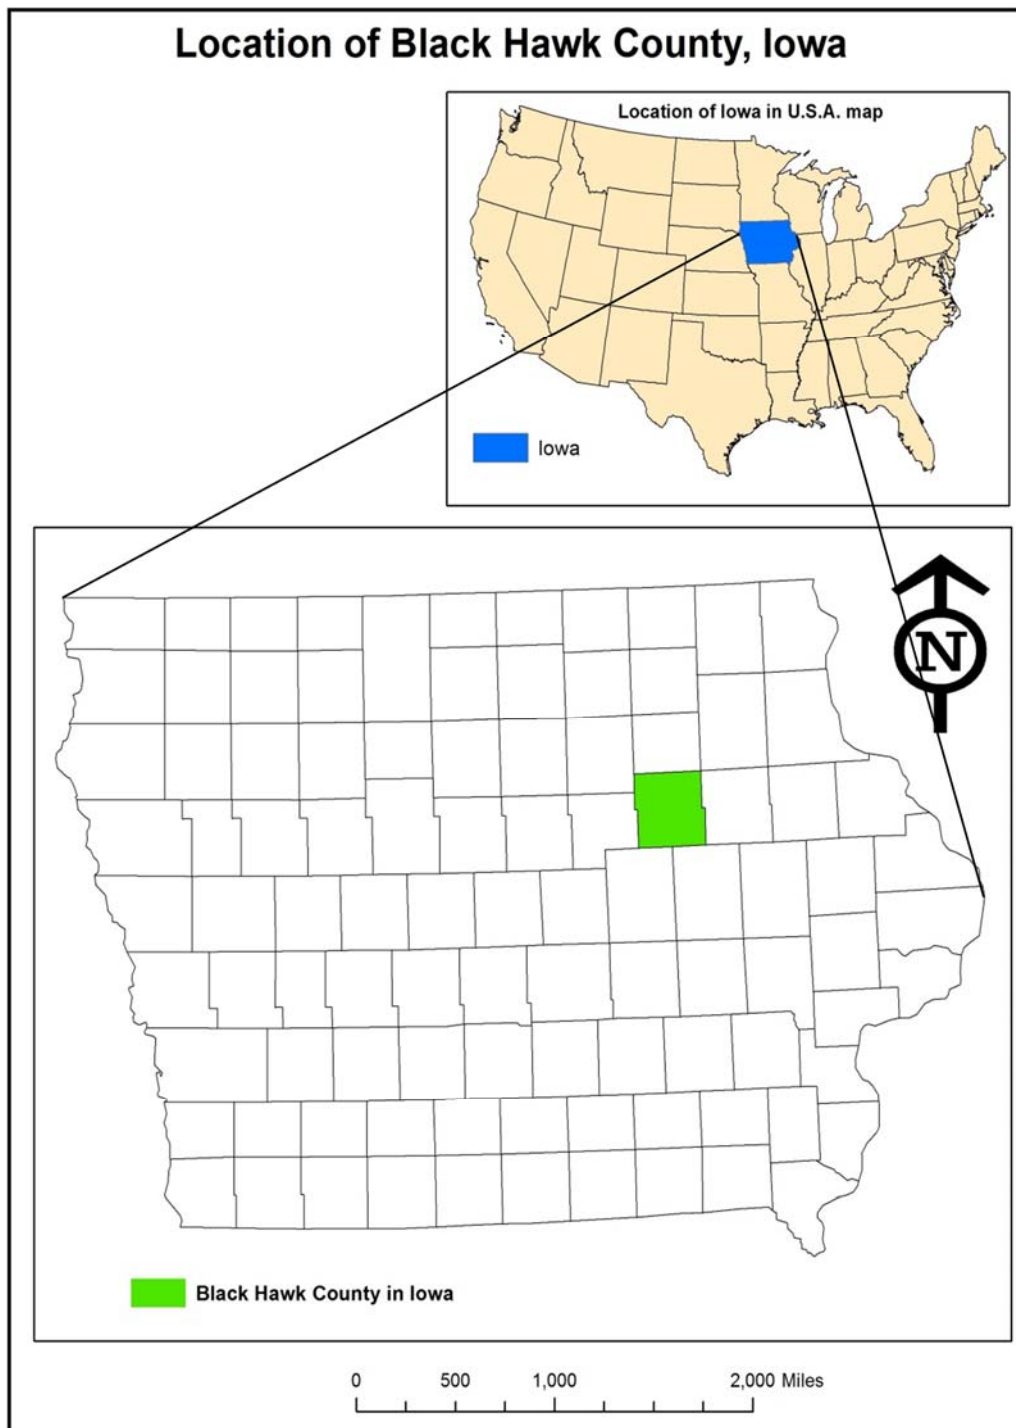 Location of Black Hawk County, Iowa
Location of Iowa in U.S.A. map
Iowa
N
Black Hawk County in Iowa
0 500 1,000 2,000 Miles